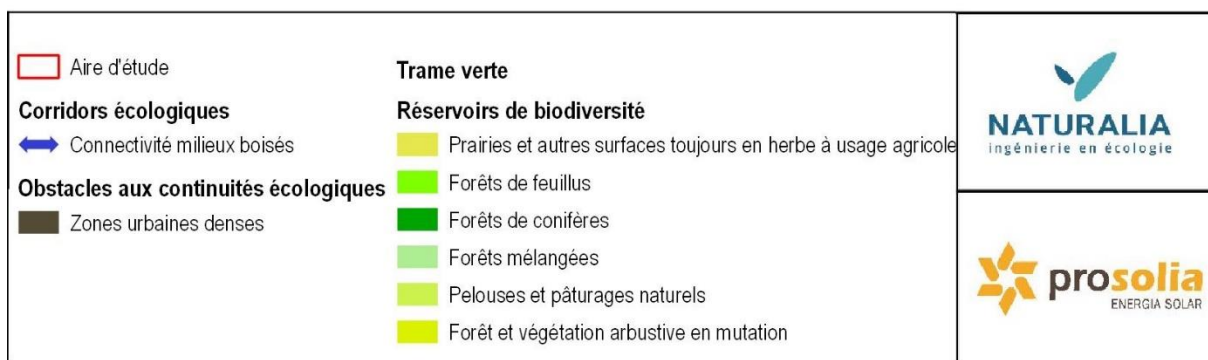 Aire d'étude
Corridors écologiques
Connectivité milieux boisés
Obstacles aux continuités écologiques
Zones urbaines denses
Trame verte
Réservoirs de biodiversité
Prairies et autres surfaces toujours en herbe à usage agricole
Forêts de feuillus
Forêts de conifères
Forêts mélangées
Pelouses et pâturages naturels
Forêt et végétation arbustive en mutation
NATURALIA
ingénierie en écologie
prosolia
ENERGIA SOLAR